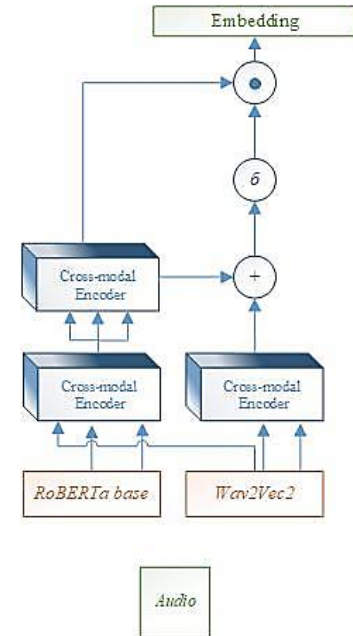 Embedding
б
Cross-modal
Encoder
+
Cross-modal
Encoder
Cross-modal
Encoder
RoBERTa base
Wav2Vec2
Audio